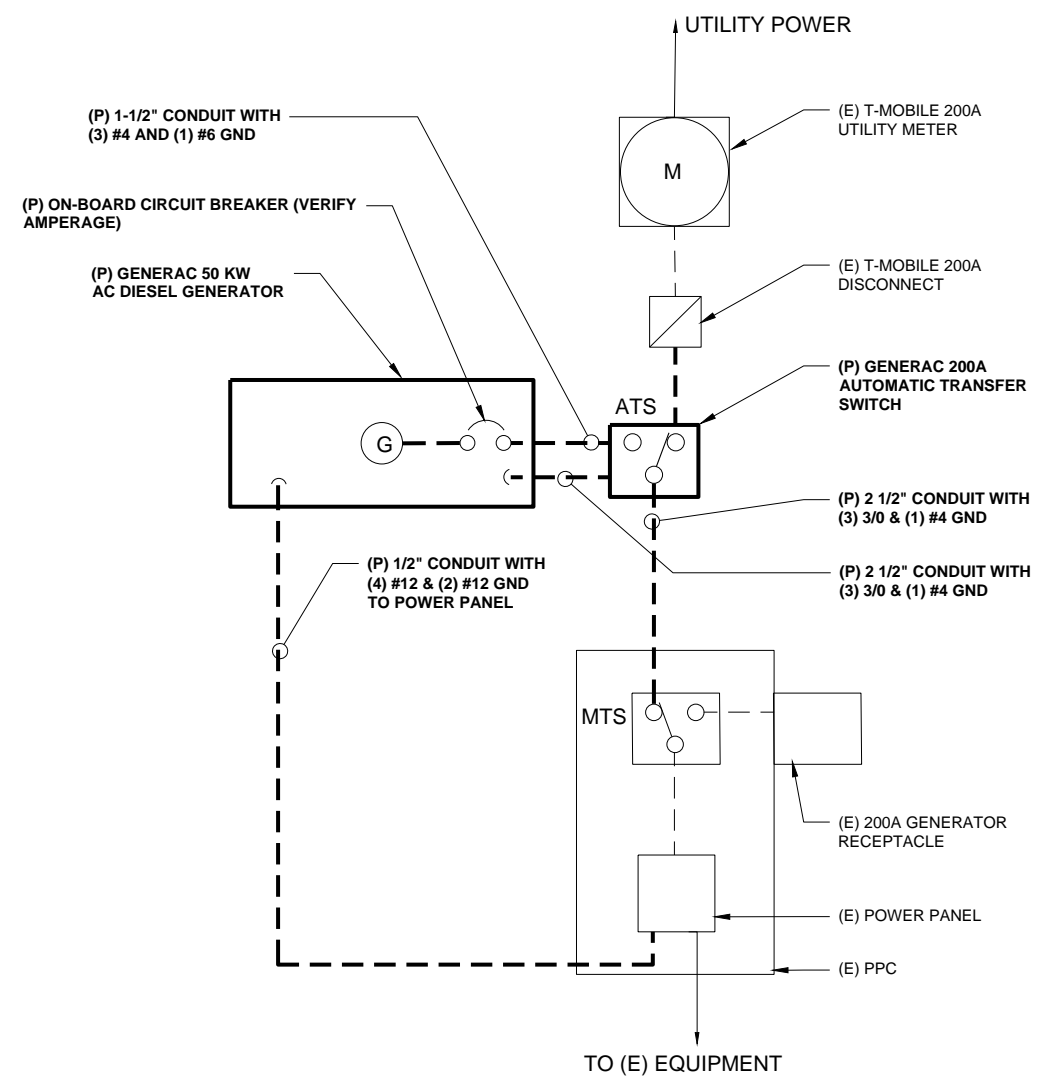 UTILITY POWER
(P) 1-1/2" CONDUIT WITH
(3) #4 AND (1) #6 GND
(E) T-MOBILE 200A
UTILITY METER
M
(P) ON-BOARD CIRCUIT BREAKER (VERIFY
AMPERAGE)
(P) GENERAC 50 KW
AC DIESEL GENERATOR
(E) T-MOBILE 200A
DISCONNECT
(P) GENERAC 200A
AUTOMATIC TRANSFER
SWITCH
ATS
G
(P) 2 1/2" CONDUIT WITH
(3) 3/0 & (1) #4 GND
(P) 1/2" CONDUIT WITH
(4) #12 & (2) #12 GND
TO POWER PANEL
(P) 2 1/2" CONDUIT WITH
(3) 3/0 & (1) #4 GND
MTS
(E) 200A GENERATOR
RECEPTACLE
(E) POWER PANEL
(E) PPC
TO (E) EQUIPMENT